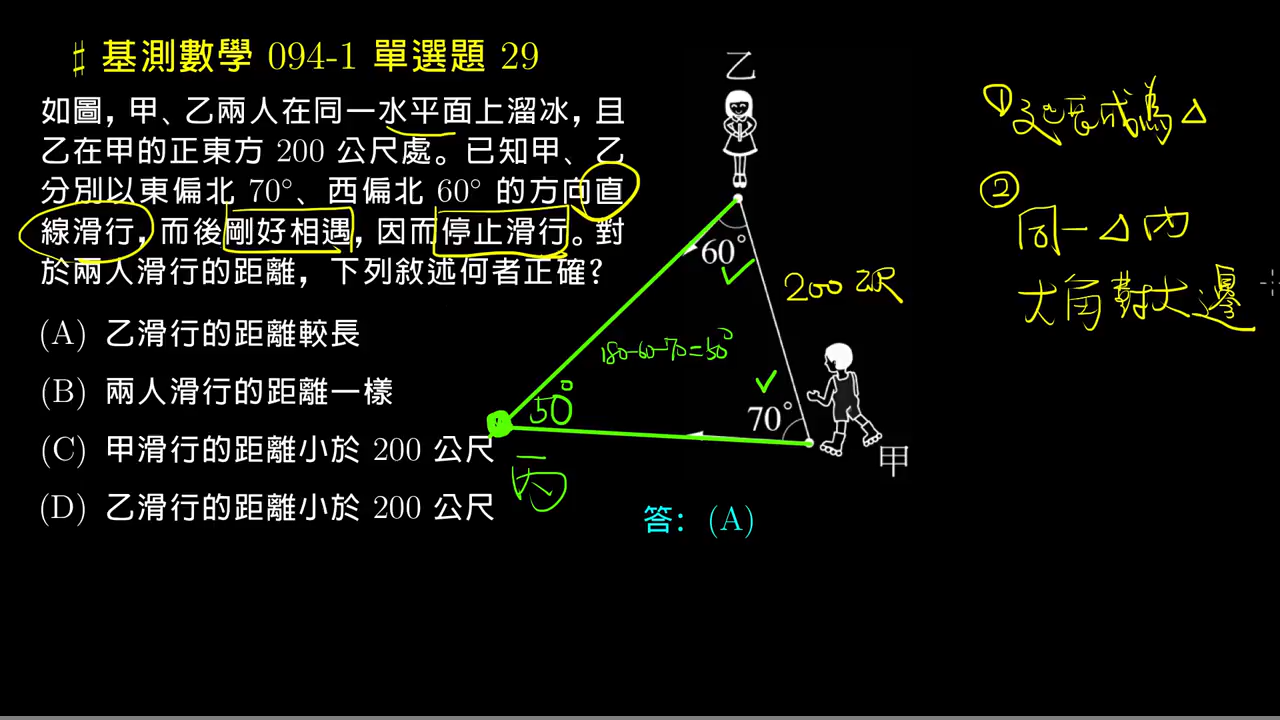 ♯ 基測數學 094-1 單選題 29
如圖，甲、乙兩人在同一水平面上溜冰，且
乙在甲的正東方 200 公尺處。已知甲、乙
分別以東偏北 70°、西偏北 60° 的方向直
線滑行，而後剛好相遇，因而停止滑行。對
於兩人滑行的距離，下列敘述何者正確？
(A) 乙滑行的距離較長
(B) 兩人滑行的距離一樣
(C) 甲滑行的距離小於 200 公尺
(D) 乙滑行的距離小於 200 公尺
乙
60°
200 公尺
180-60-70=50°
50°
70°
甲
丙
答：(A)
① 交已成為△
②
同一△內
大角對大邊